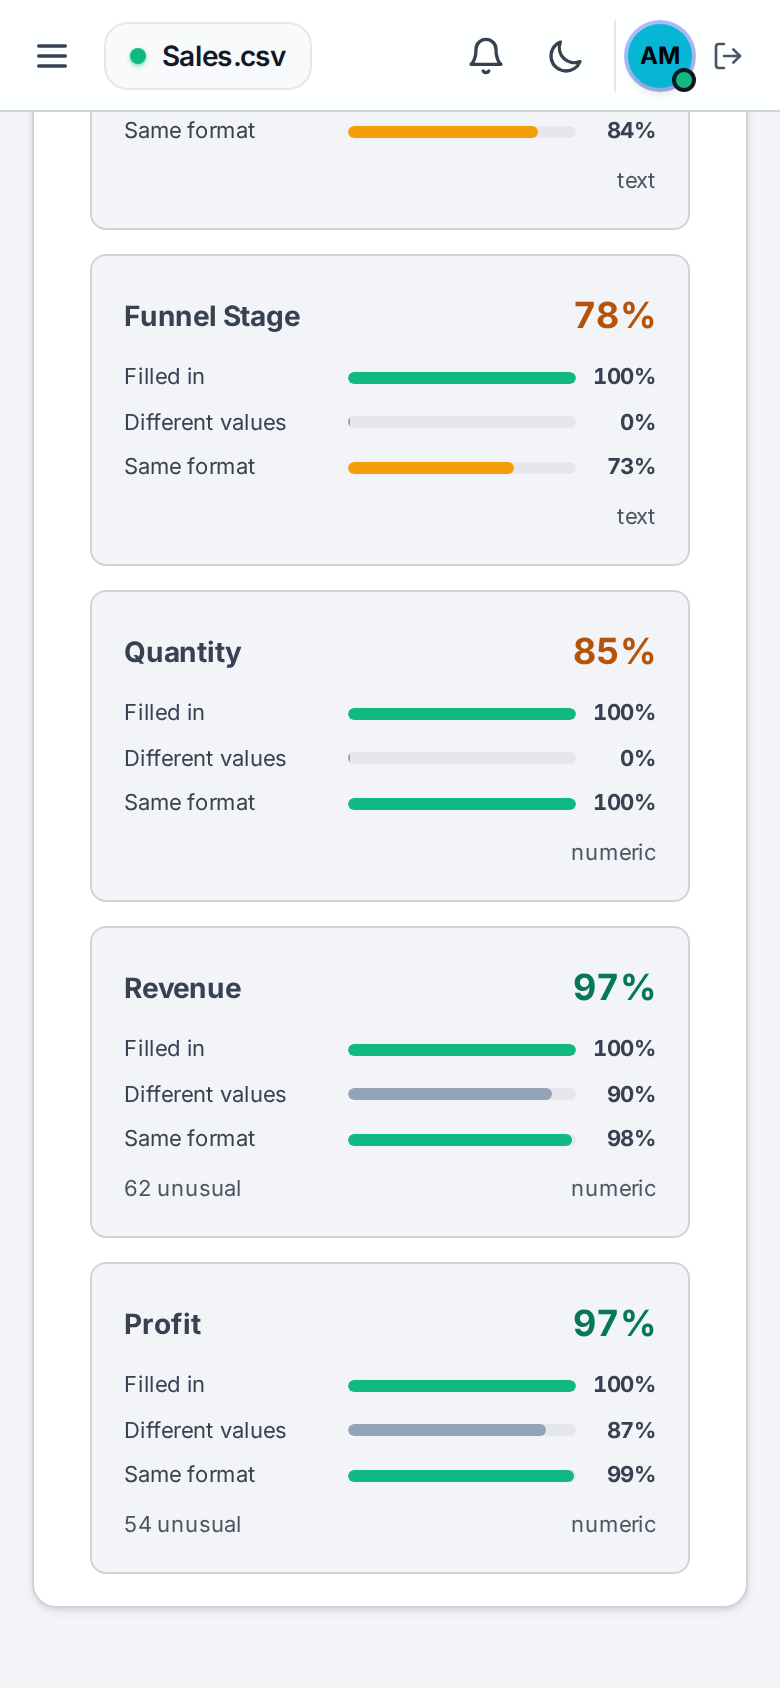 Sales.csv
AM
Same format 84%
text
Funnel Stage 78%
Filled in 100%
Different values 0%
Same format 73%
text
Quantity 85%
Filled in 100%
Different values 0%
Same format 100%
numeric
Revenue 97%
Filled in 100%
Different values 90%
Same format 98%
62 unusual numeric
Profit 97%
Filled in 100%
Different values 87%
Same format 99%
54 unusual numeric